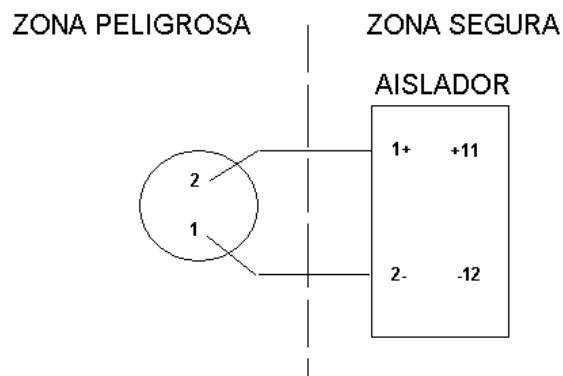 ZONA PELIGROSA
ZONA SEGURA
AISLADOR
2
1
1+ +11
2- -12